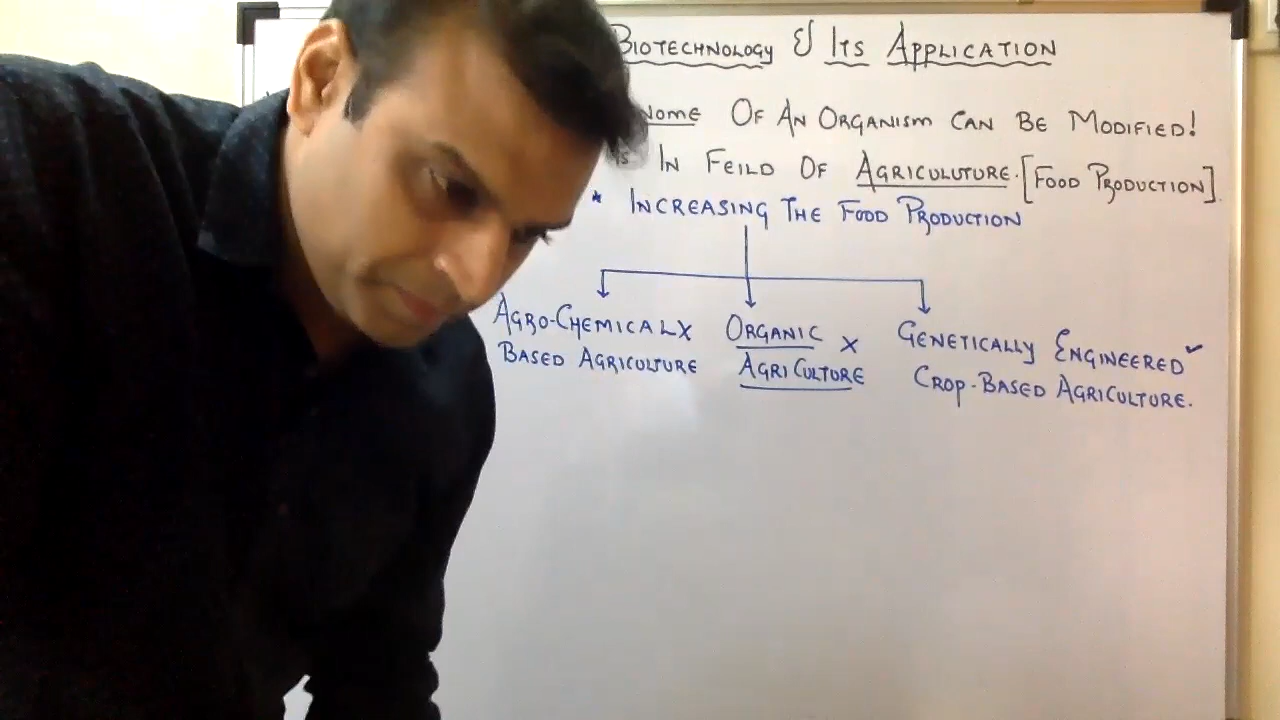 BIOTECHNOLOGY & ITS APPLICATION
OF AN ORGANISM CAN BE MODIFIED!
IN FEILD OF AGRICULUTURE. [FOOD PRODUCTION].
* INCREASING THE FOOD PRODUCTION
AGRO-CHEMICAL X
BASED AGRICULTURE
ORGANIC X
AGRICULTURE
GENETICALLY ENGINEERED ✓
CROP-BASED AGRICULTURE.